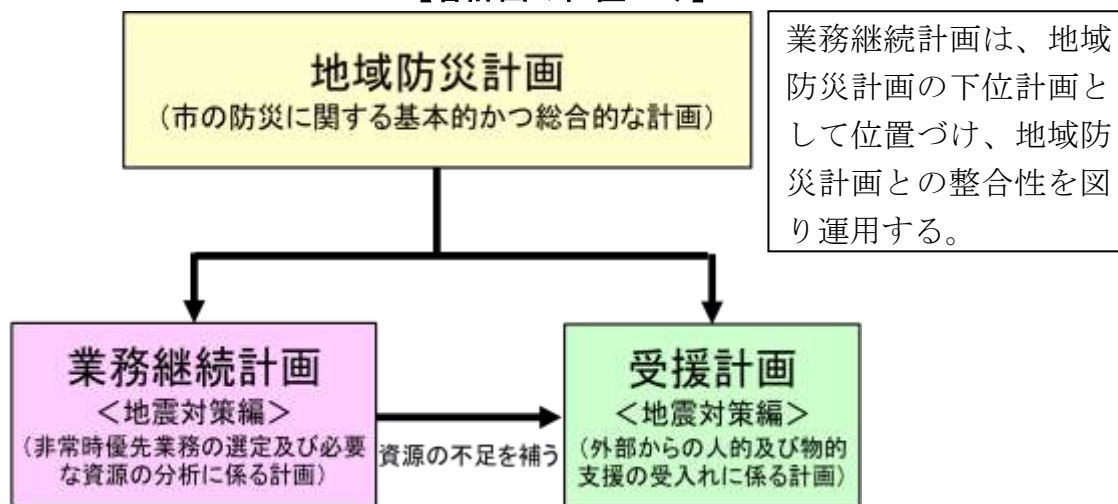 地域防災計画
（市の防災に関する基本的かつ総合的な計画）
業務継続計画は、地域
防災計画の下位計画と
して位置づけ、地域防
災計画との整合性を図
り運用する。
業務継続計画
＜地震対策編＞
（非常時優先業務の選定及び必要
な資源の分析に係る計画）
資源の不足を補う
受援計画
＜地震対策編＞
（外部からの人的及び物的
支援の受入れに係る計画）